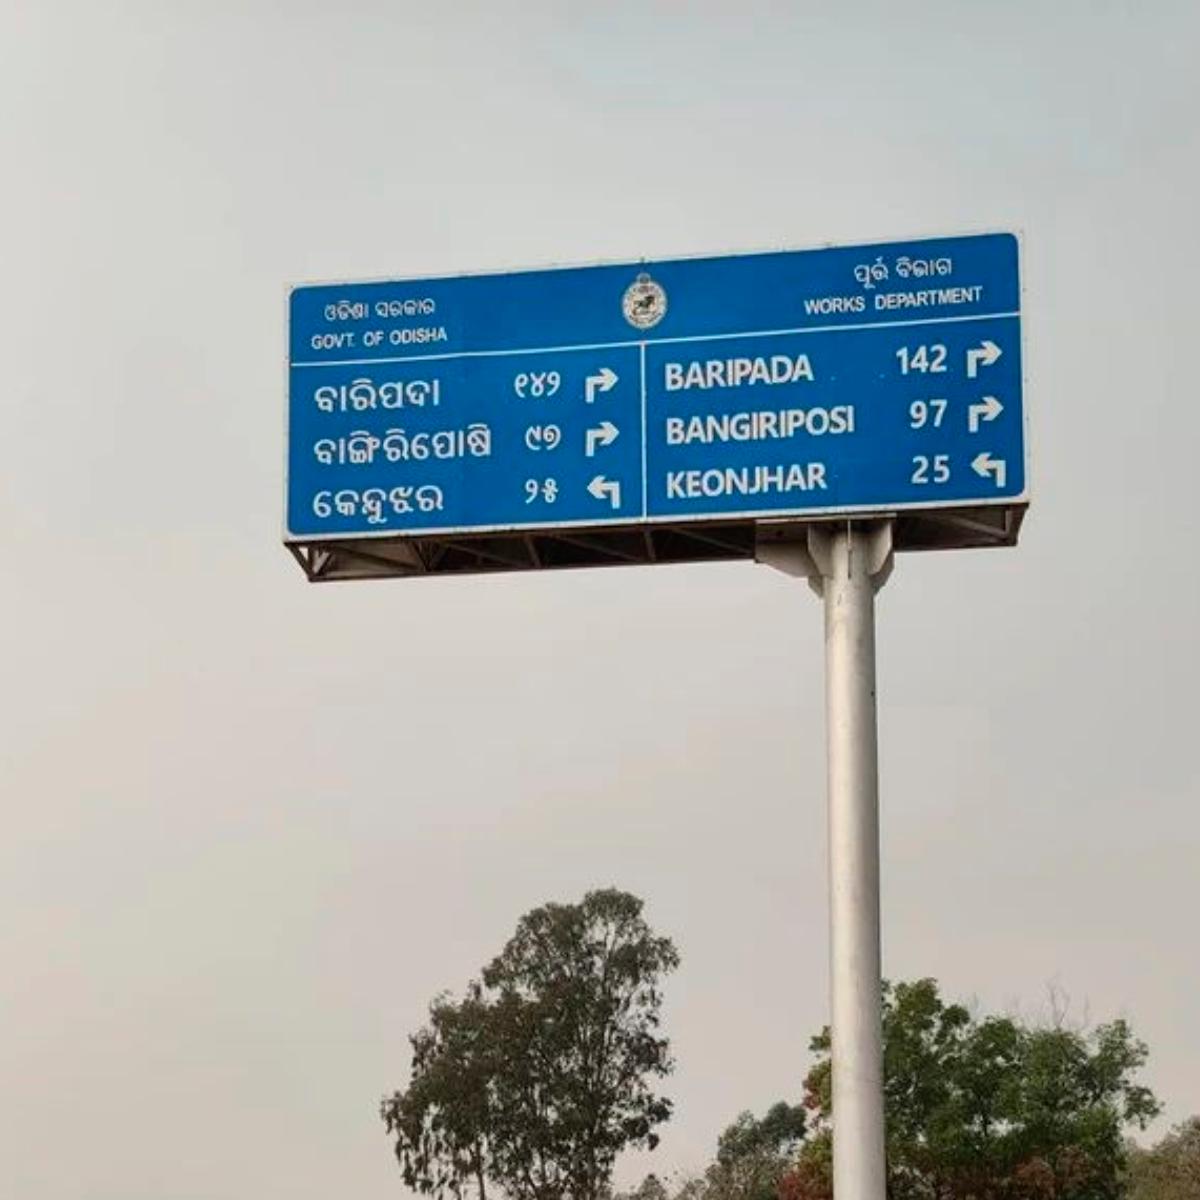 ଓଡିଶା ସରକାର
GOVT. OF ODISHA
ପୂର୍ତ୍ତ ବିଭାଗ
WORKS DEPARTMENT
ବାରିପଦା ୧୪୨
ବାଙ୍ଗିରିପୋଷି ୯୭
କେନ୍ଦୁଝର ୨୫
BARIPADA 142
BANGIRIPOSI 97
KEONJHAR 25